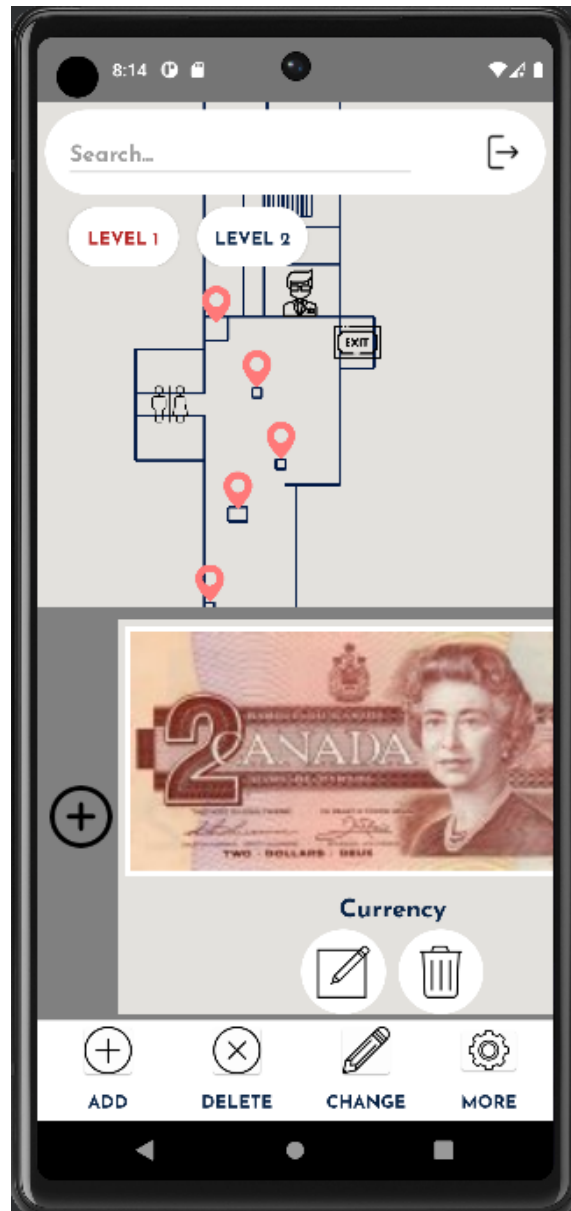 8:14
Search...
LEVEL 1
LEVEL 2
EXIT
2
CANADA
TWO - DOLLARS - DEUX
Currency
ADD
DELETE
CHANGE
MORE